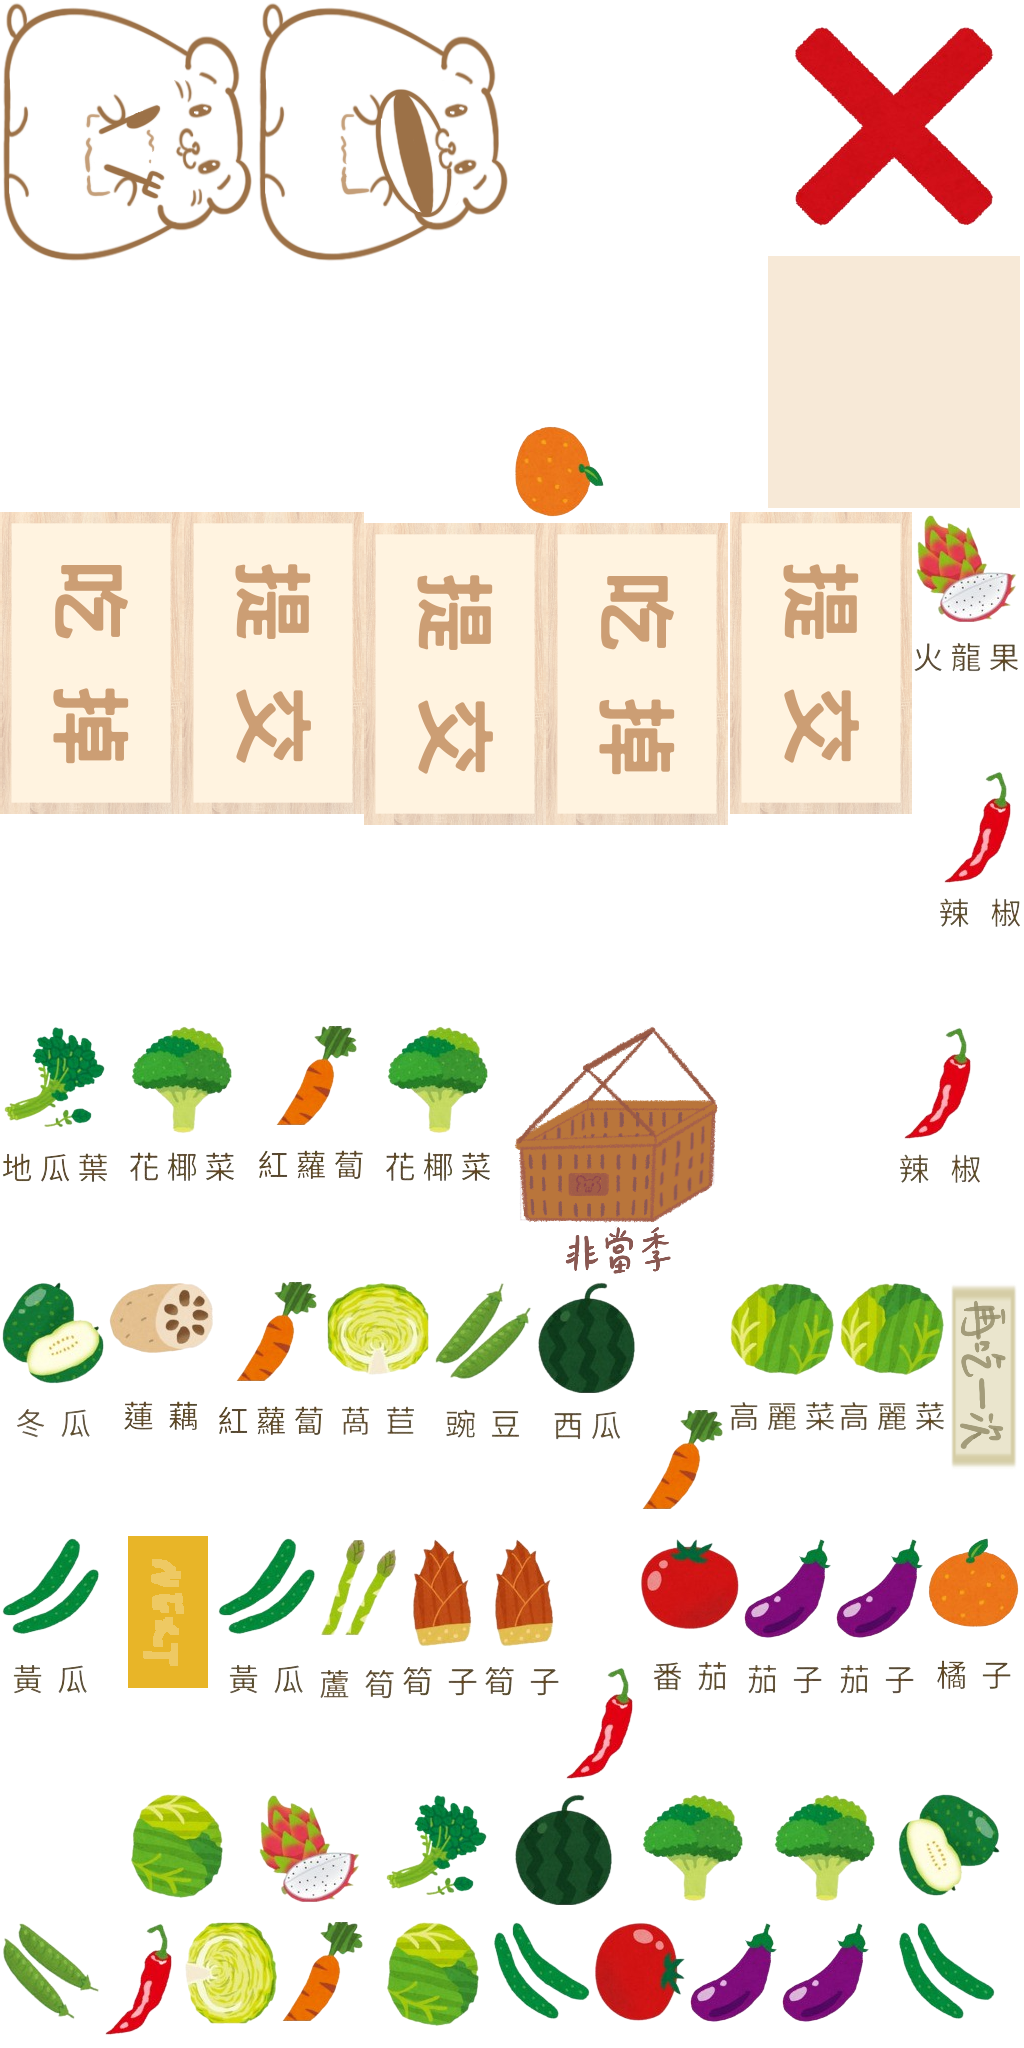 吃掉
提交
提交
吃掉
提交
火龍果
辣椒
地瓜葉
花椰菜
紅蘿蔔
花椰菜
辣椒
非當季
冬瓜
蓮藕
紅蘿蔔
萵苣
豌豆
西瓜
高麗菜
高麗菜
再吃一次
NEXT
黃瓜
黃瓜
蘆筍
筍子
筍子
番茄
茄子
茄子
橘子